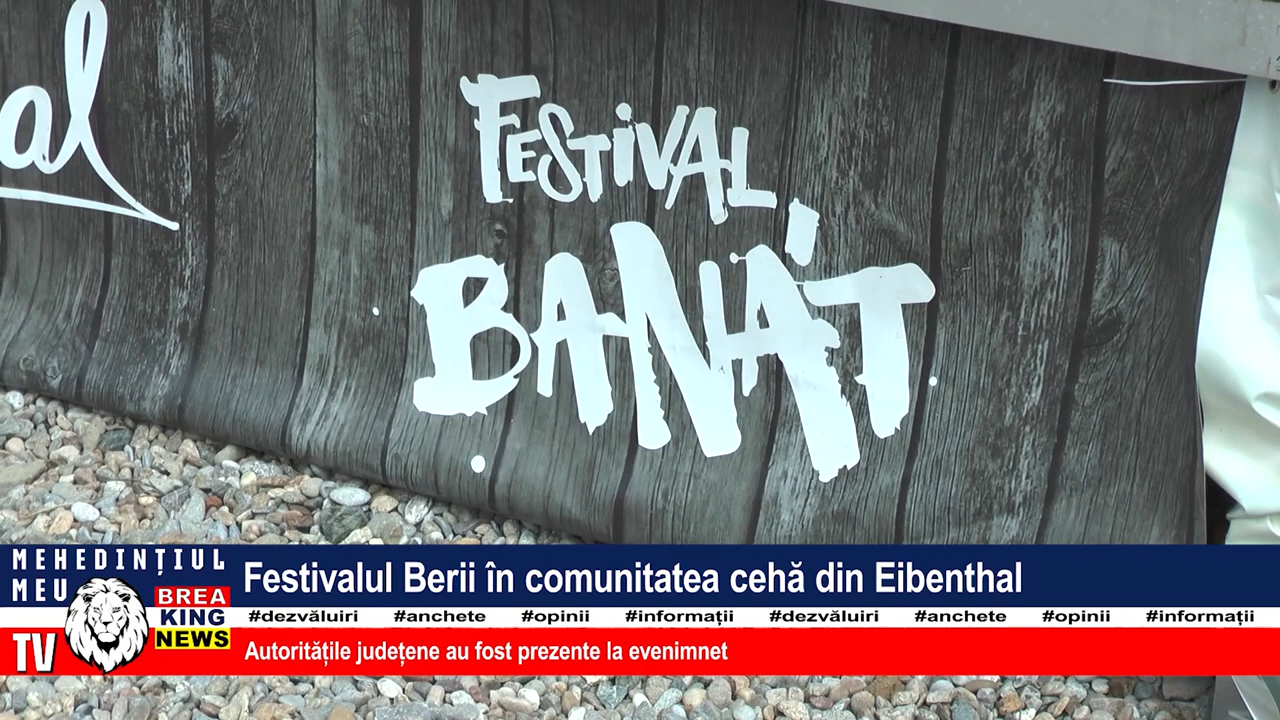 al
FESTIVAL
BANÁT
MEHEDINȚIUL
MEU
TV
BREA
KING
NEWS
Festivalul Berii în comunitatea cehă din Eibenthal
#dezvăluiri #anchete #opinii #informații #dezvăluiri #anchete #opinii #informații
Autoritățile județene au fost prezente la evenimnet